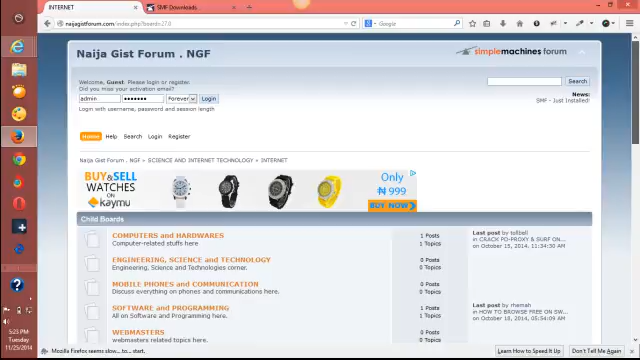 INTERNET
SMF Downloads
naijagistforum.com/index.php?board=27.0
Google
Naija Gist Forum . NGF
simplemachines forum
Welcome, Guest. Please login or register.
Did you miss your activation email?
admin
Forever
Login
Login with username, password and session length
Search
News:
SMF - Just Installed!
Home
Help
Search
Login
Register
Naija Gist Forum . NGF » SCIENCE AND INTERNET TECHNOLOGY » INTERNET
BUY&SELL
WATCHES
ON
kaymu
Only
₦ 999
BUY NOW
Child Boards
COMPUTERS and HARDWARES
Computer-related stuffs here
1 Posts
1 Topics
Last post by tolibell
in CRACK PD-PROXY & SURF ON...
on October 15, 2014, 11:34:30 AM
ENGINEERING, SCIENCE and TECHNOLOGY
Engineering, Science and Technologies corner.
0 Posts
0 Topics
MOBILE PHONES and COMMUNICATION
Discuss everything on phones and communications here.
0 Posts
0 Topics
SOFTWARE and PROGRAMMING
All on Software and Programming here.
1 Posts
1 Topics
Last post by rhemah
in HOW TO BROWSE FREE ON SW...
on October 18, 2014, 05:54:09 AM
WEBMASTERS
webmasters related topics here.
0 Posts
0 Topics
5:23 PM
Tuesday
11/25/2014
Mozilla Firefox seems slow... to... start.
Learn How to Speed It Up
Don't Tell Me Again